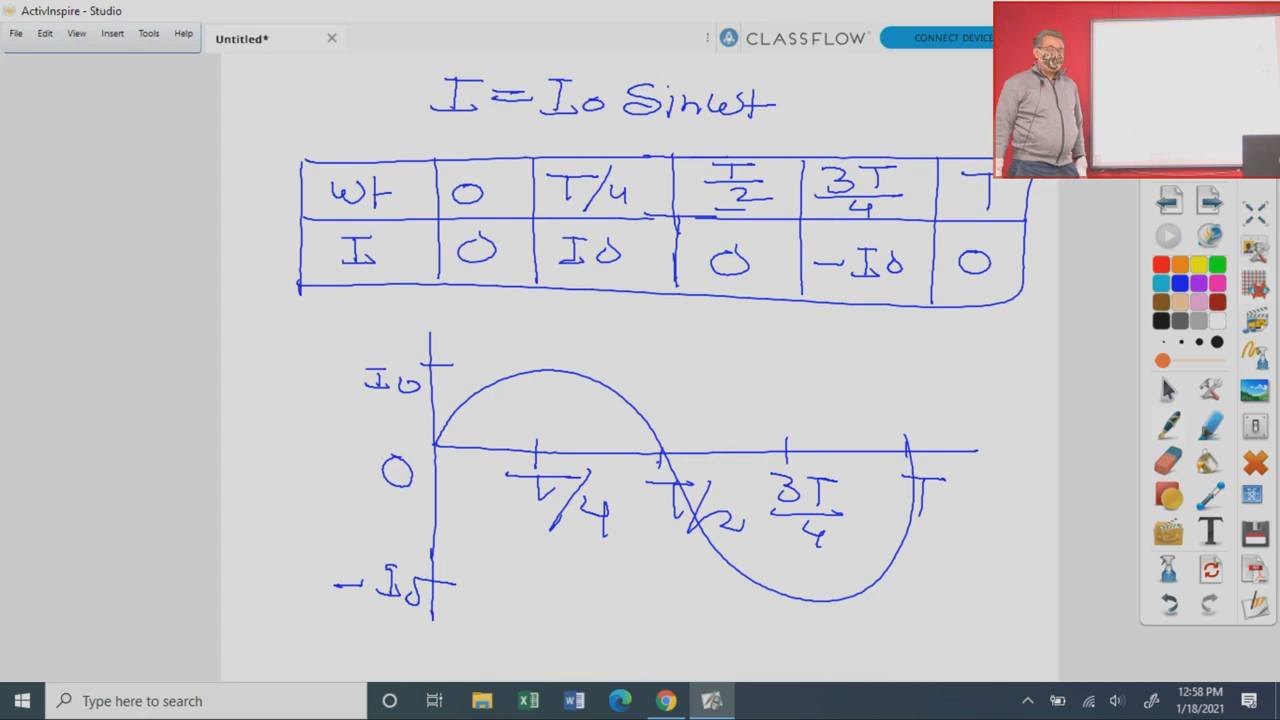 ActivInspire - Studio
File Edit View Insert Tools Help
Untitled*
CLASSFLOW
CONNECT DEVICE
I = Io Sinωt
Wt 0 T/4 T/2 3T/4 T
I 0 Io 0 -Io 0
Io
0
T/4 T/2 3T/4 T
-Io
Type here to search
12:58 PM
1/18/2021